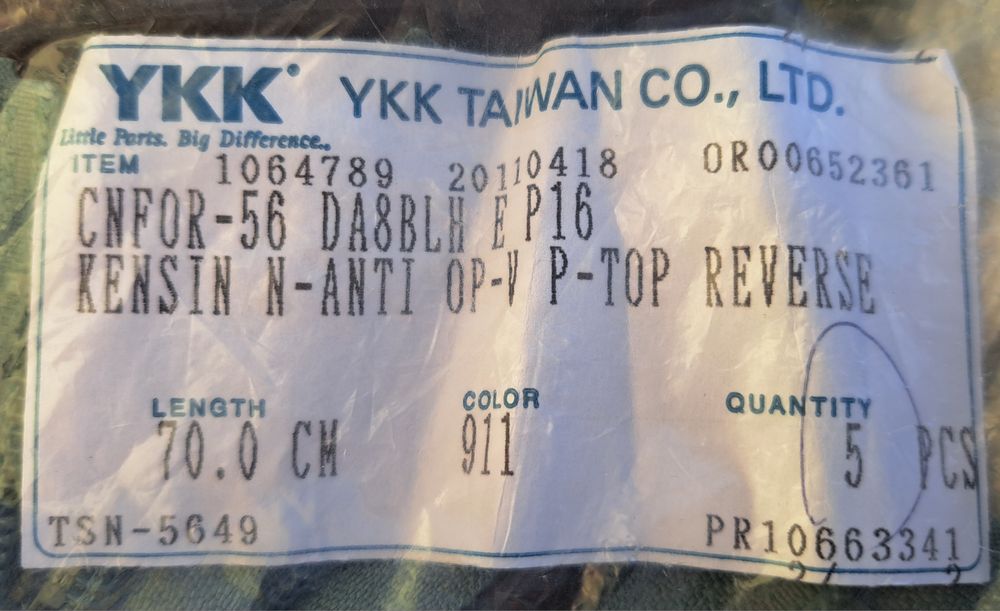 YKK® YKK TAIWAN CO., LTD.
Little Parts. Big Difference.
ITEM 1064789 20110418 OR00652361
CNFOR-56 DA8BLH E P16
KENSIN N-ANTI OP-V P-TOP REVERSE
LENGTH COLOR QUANTITY
70.0 CM 911 5 PCS
TSN-5649 PR10663341